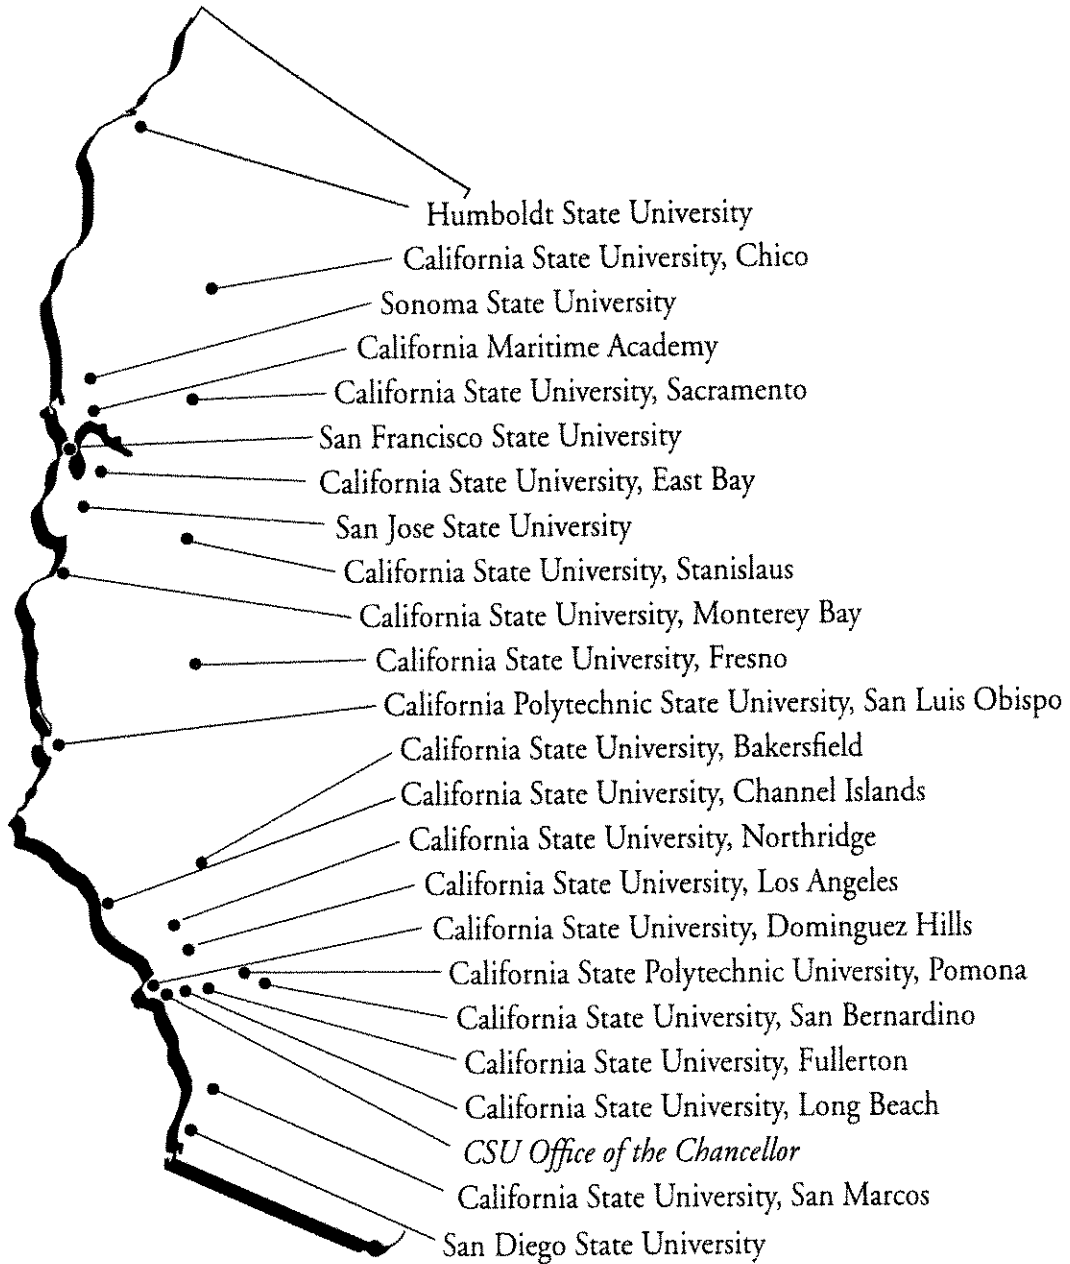 Humboldt State University
California State University, Chico
Sonoma State University
California Maritime Academy
California State University, Sacramento
San Francisco State University
California State University, East Bay
San Jose State University
California State University, Stanislaus
California State University, Monterey Bay
California State University, Fresno
California Polytechnic State University, San Luis Obispo
California State University, Bakersfield
California State University, Channel Islands
California State University, Northridge
California State University, Los Angeles
California State University, Dominguez Hills
California State Polytechnic University, Pomona
California State University, San Bernardino
California State University, Fullerton
California State University, Long Beach
CSU Office of the Chancellor
California State University, San Marcos
San Diego State University